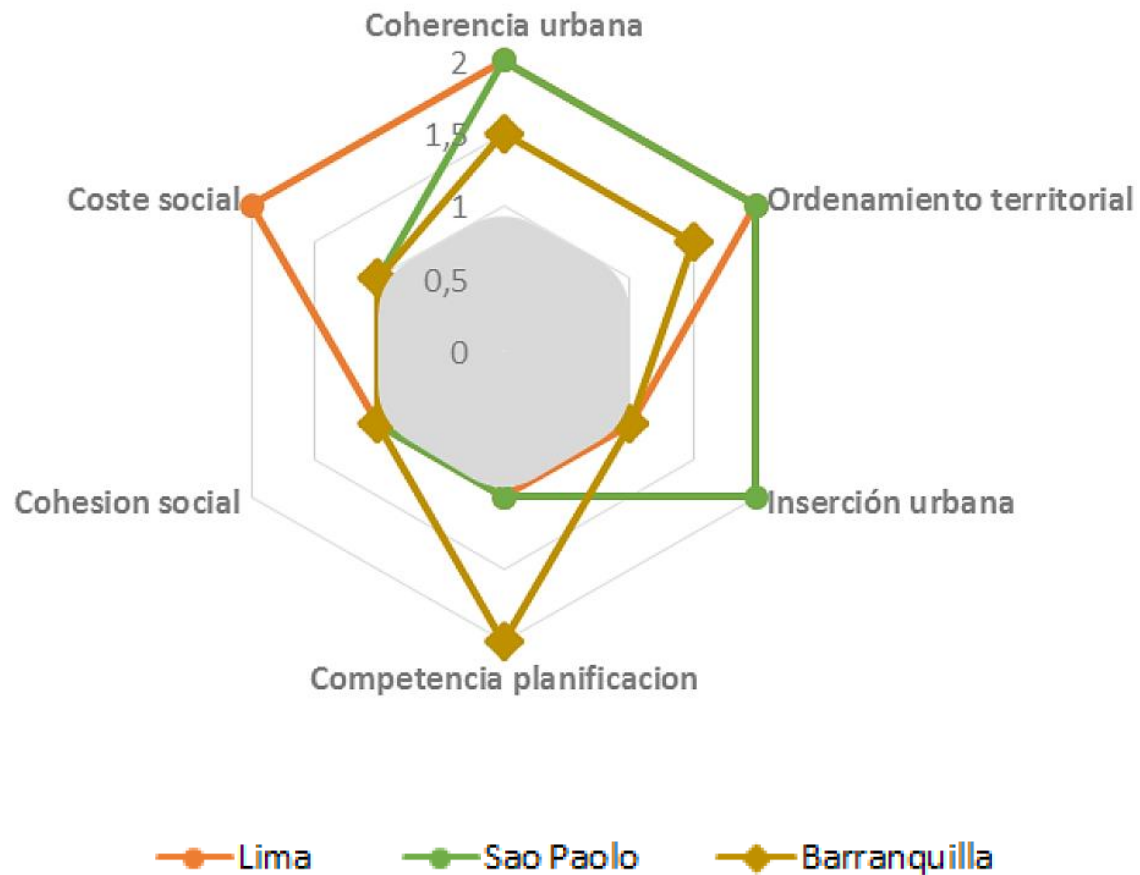 Coherencia urbana
2
1,5
Coste social
Ordenamiento territorial
1
0,5
0
Cohesion social
Inserción urbana
Competencia planificacion
Lima
Sao Paolo
Barranquilla